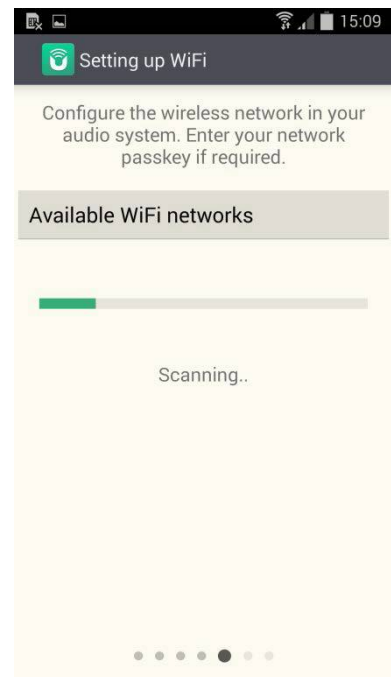 15:09
Setting up WiFi
Configure the wireless network in your
audio system. Enter your network
passkey if required.
Available WiFi networks
Scanning..